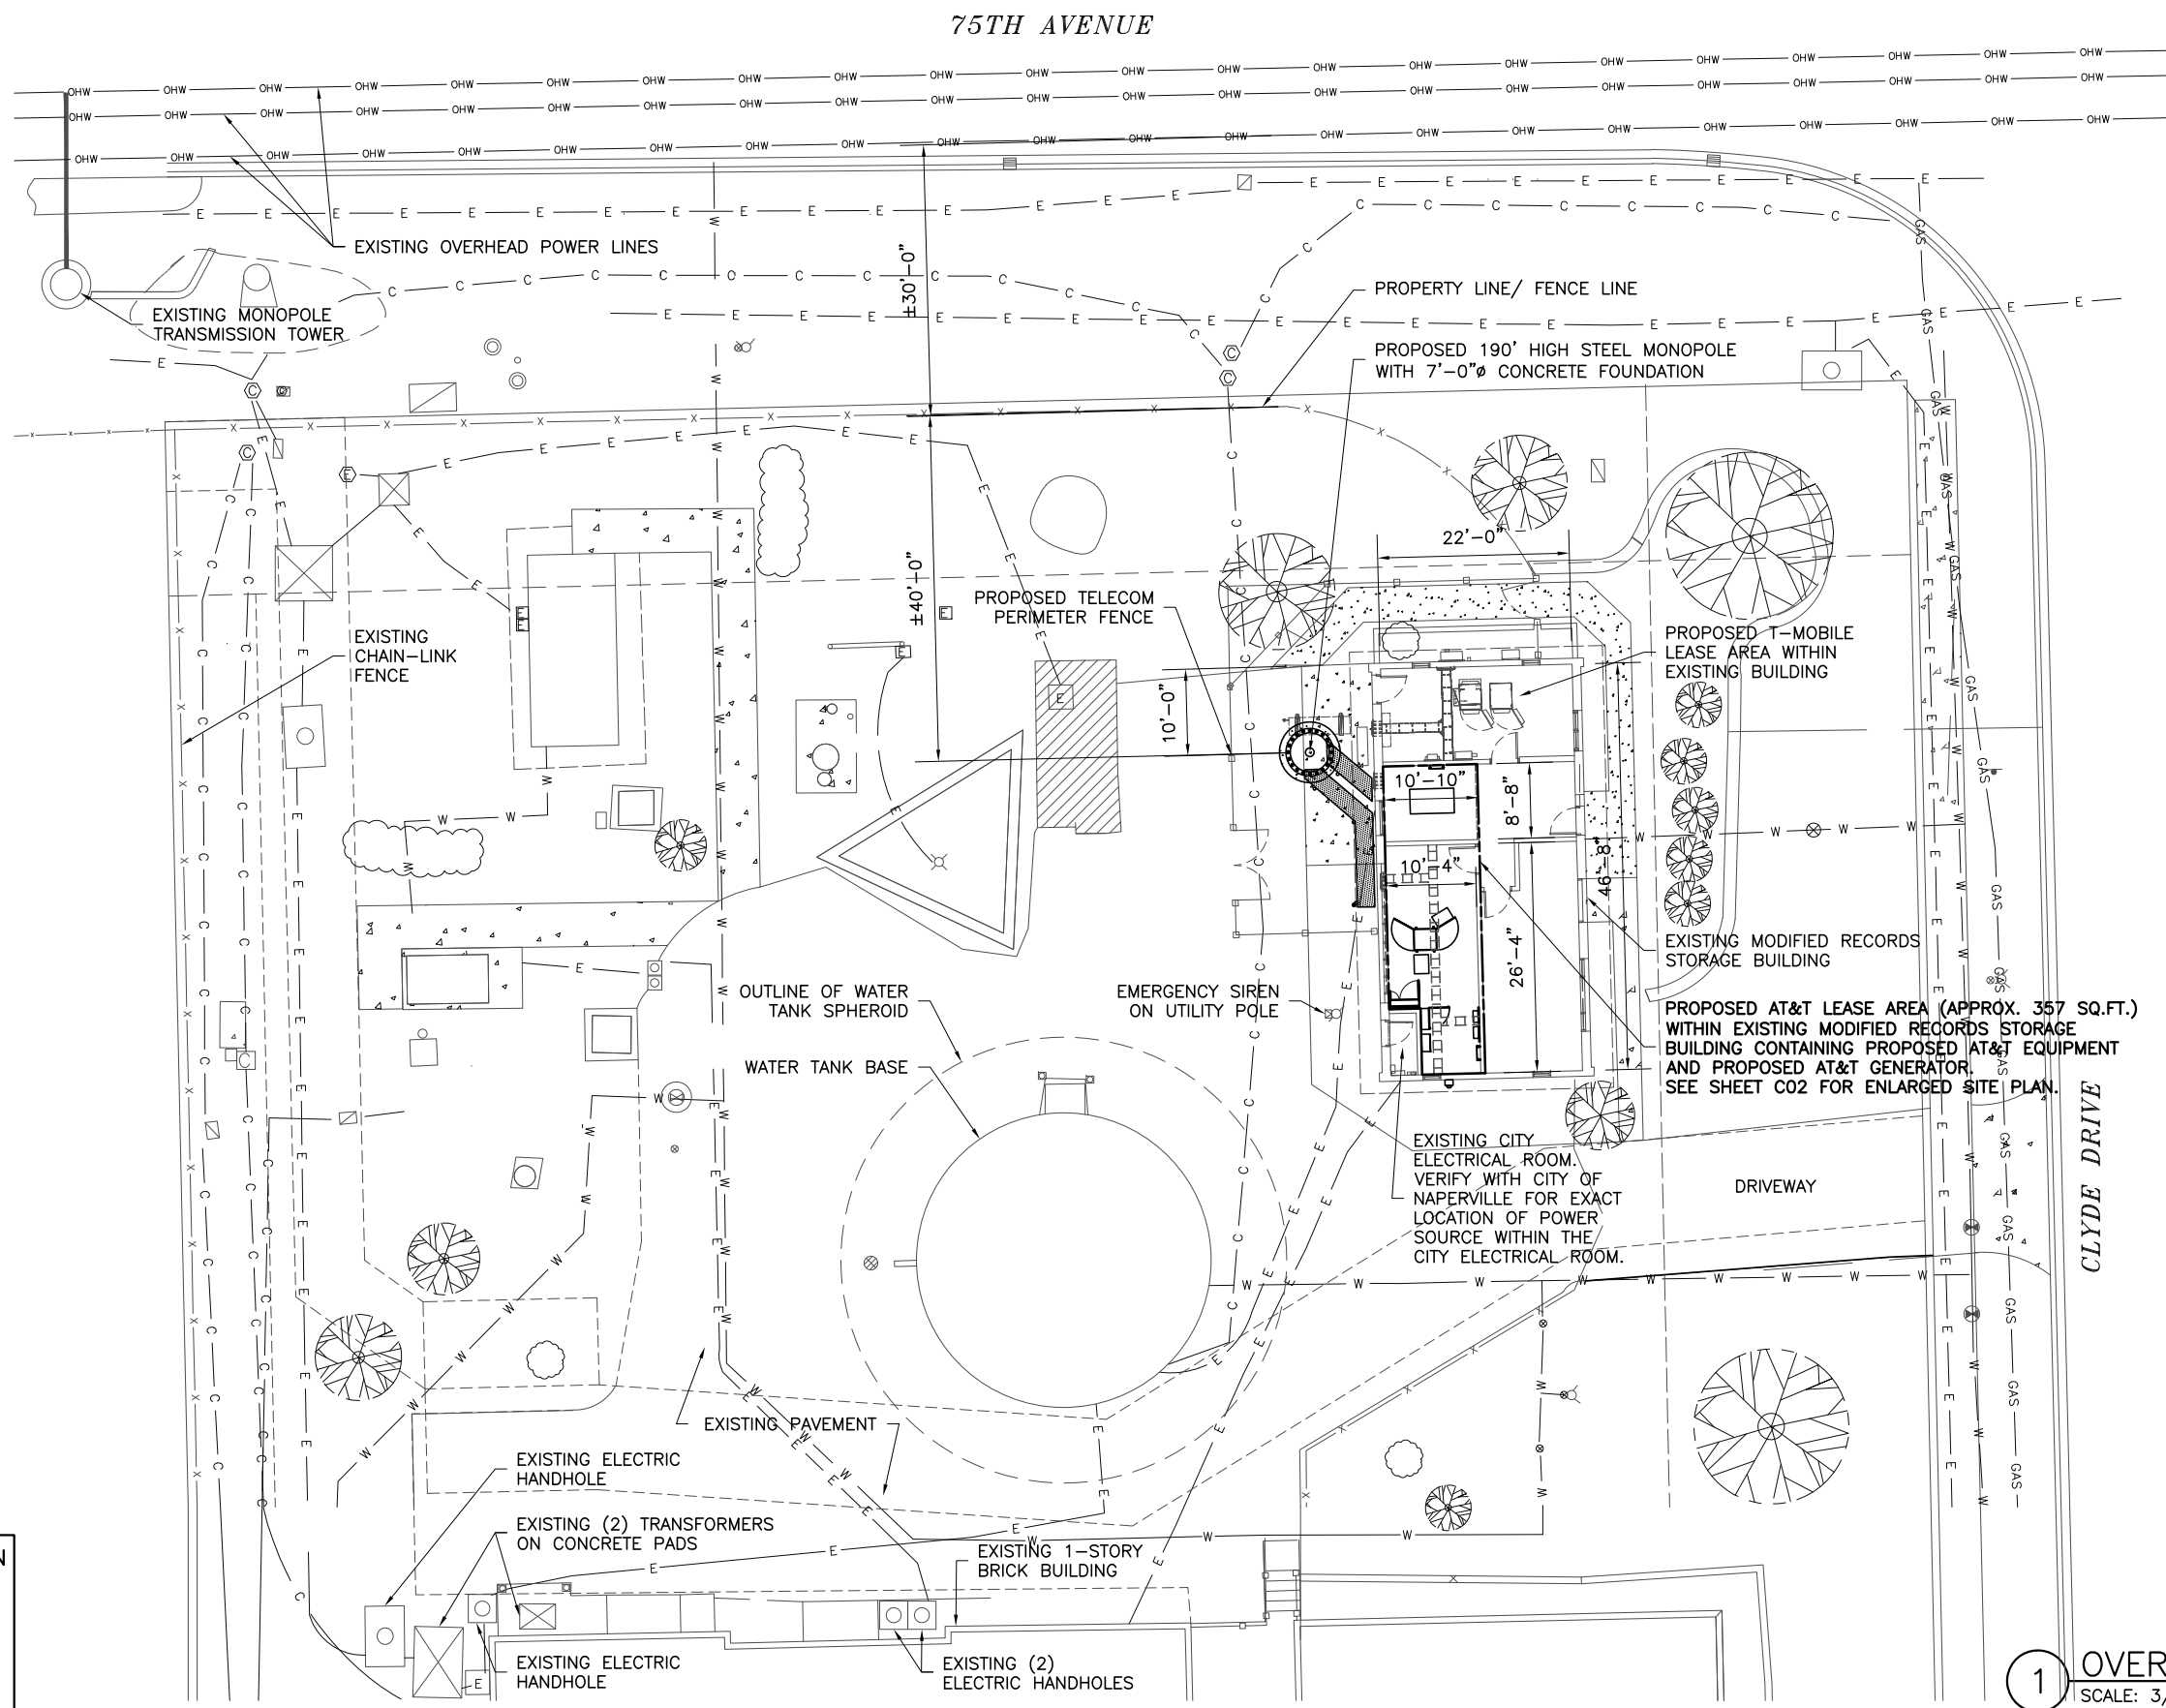 75TH AVENUE
EXISTING OVERHEAD POWER LINES
±30'-0"
PROPERTY LINE/ FENCE LINE
EXISTING MONOPOLE
TRANSMISSION TOWER
PROPOSED 190' HIGH STEEL MONOPOLE
WITH 7'-0"ø CONCRETE FOUNDATION
22'-0"
±40'-0"
PROPOSED TELECOM
PERIMETER FENCE
EXISTING
CHAIN-LINK
FENCE
PROPOSED T-MOBILE
LEASE AREA WITHIN
EXISTING BUILDING
10'-0"
10'-10"
8'-8"
10'-4"
46'-8"
26'-4"
EXISTING MODIFIED RECORDS
STORAGE BUILDING
OUTLINE OF WATER
TANK SPHEROID
EMERGENCY SIREN
ON UTILITY POLE
PROPOSED AT&T LEASE AREA (APPROX. 357 SQ.FT.)
WITHIN EXISTING MODIFIED RECORDS STORAGE
BUILDING CONTAINING PROPOSED AT&T EQUIPMENT
AND PROPOSED AT&T GENERATOR.
SEE SHEET C02 FOR ENLARGED SITE PLAN.
WATER TANK BASE
CLYDE DRIVE
EXISTING CITY
ELECTRICAL ROOM.
VERIFY WITH CITY OF
NAPERVILLE FOR EXACT
LOCATION OF POWER
SOURCE WITHIN THE
CITY ELECTRICAL ROOM.
DRIVEWAY
EXISTING PAVEMENT
EXISTING ELECTRIC
HANDHOLE
EXISTING (2) TRANSFORMERS
ON CONCRETE PADS
EXISTING 1-STORY
BRICK BUILDING
EXISTING ELECTRIC
HANDHOLE
EXISTING (2)
ELECTRIC HANDHOLES
N
1
OVER
SCALE: 3/